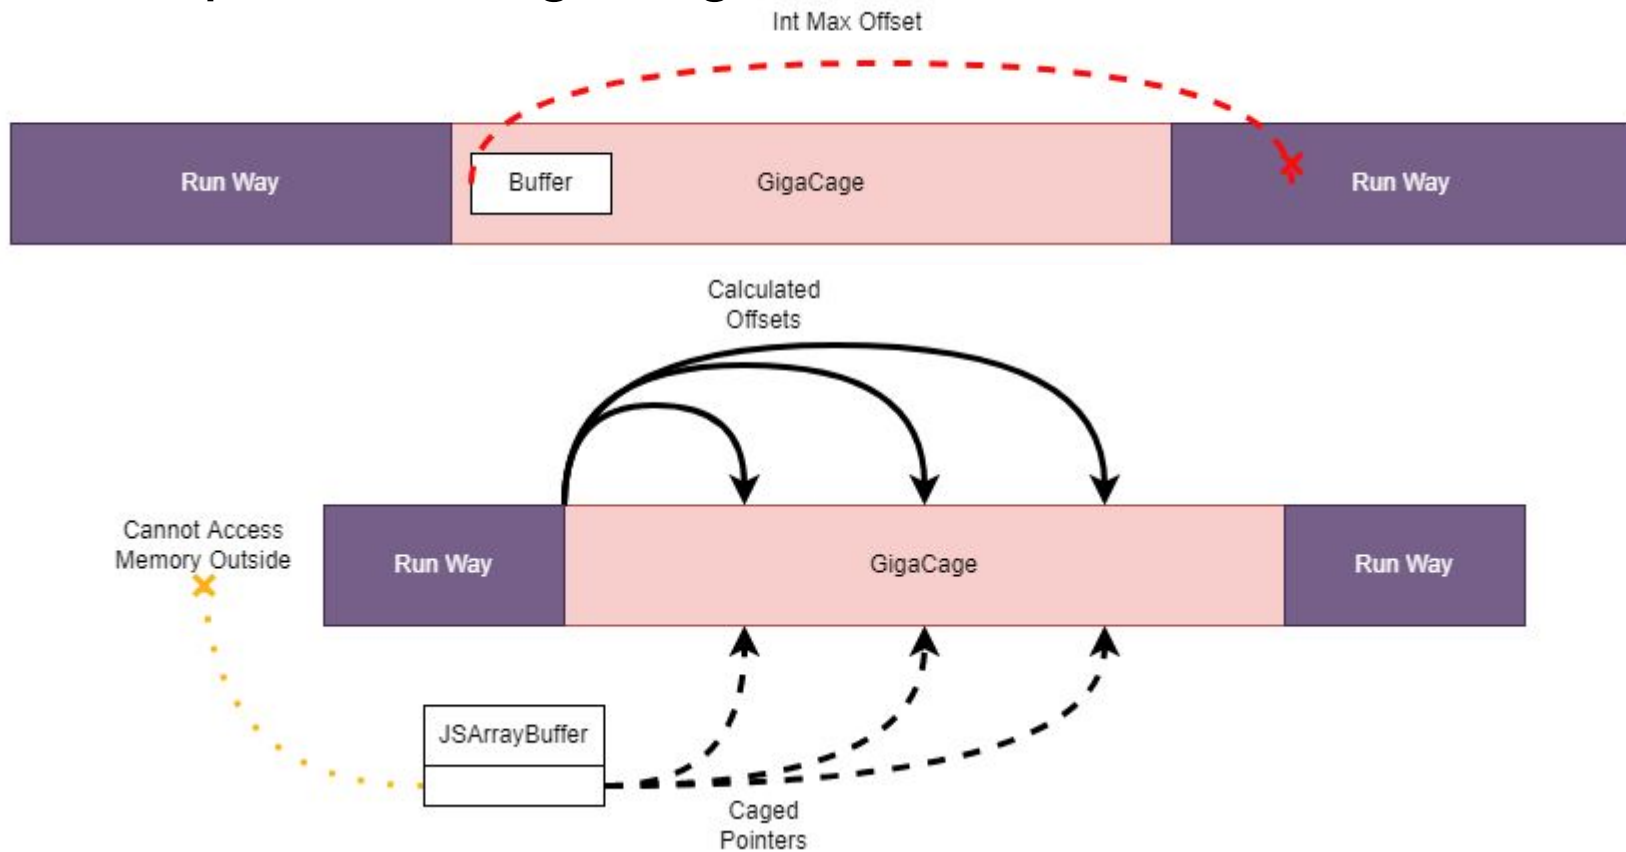 Int Max Offset
Run Way
Buffer
GigaCage
Run Way
Calculated
Offsets
Cannot Access
Memory Outside
Run Way
GigaCage
Run Way
JSArrayBuffer
Caged
Pointers